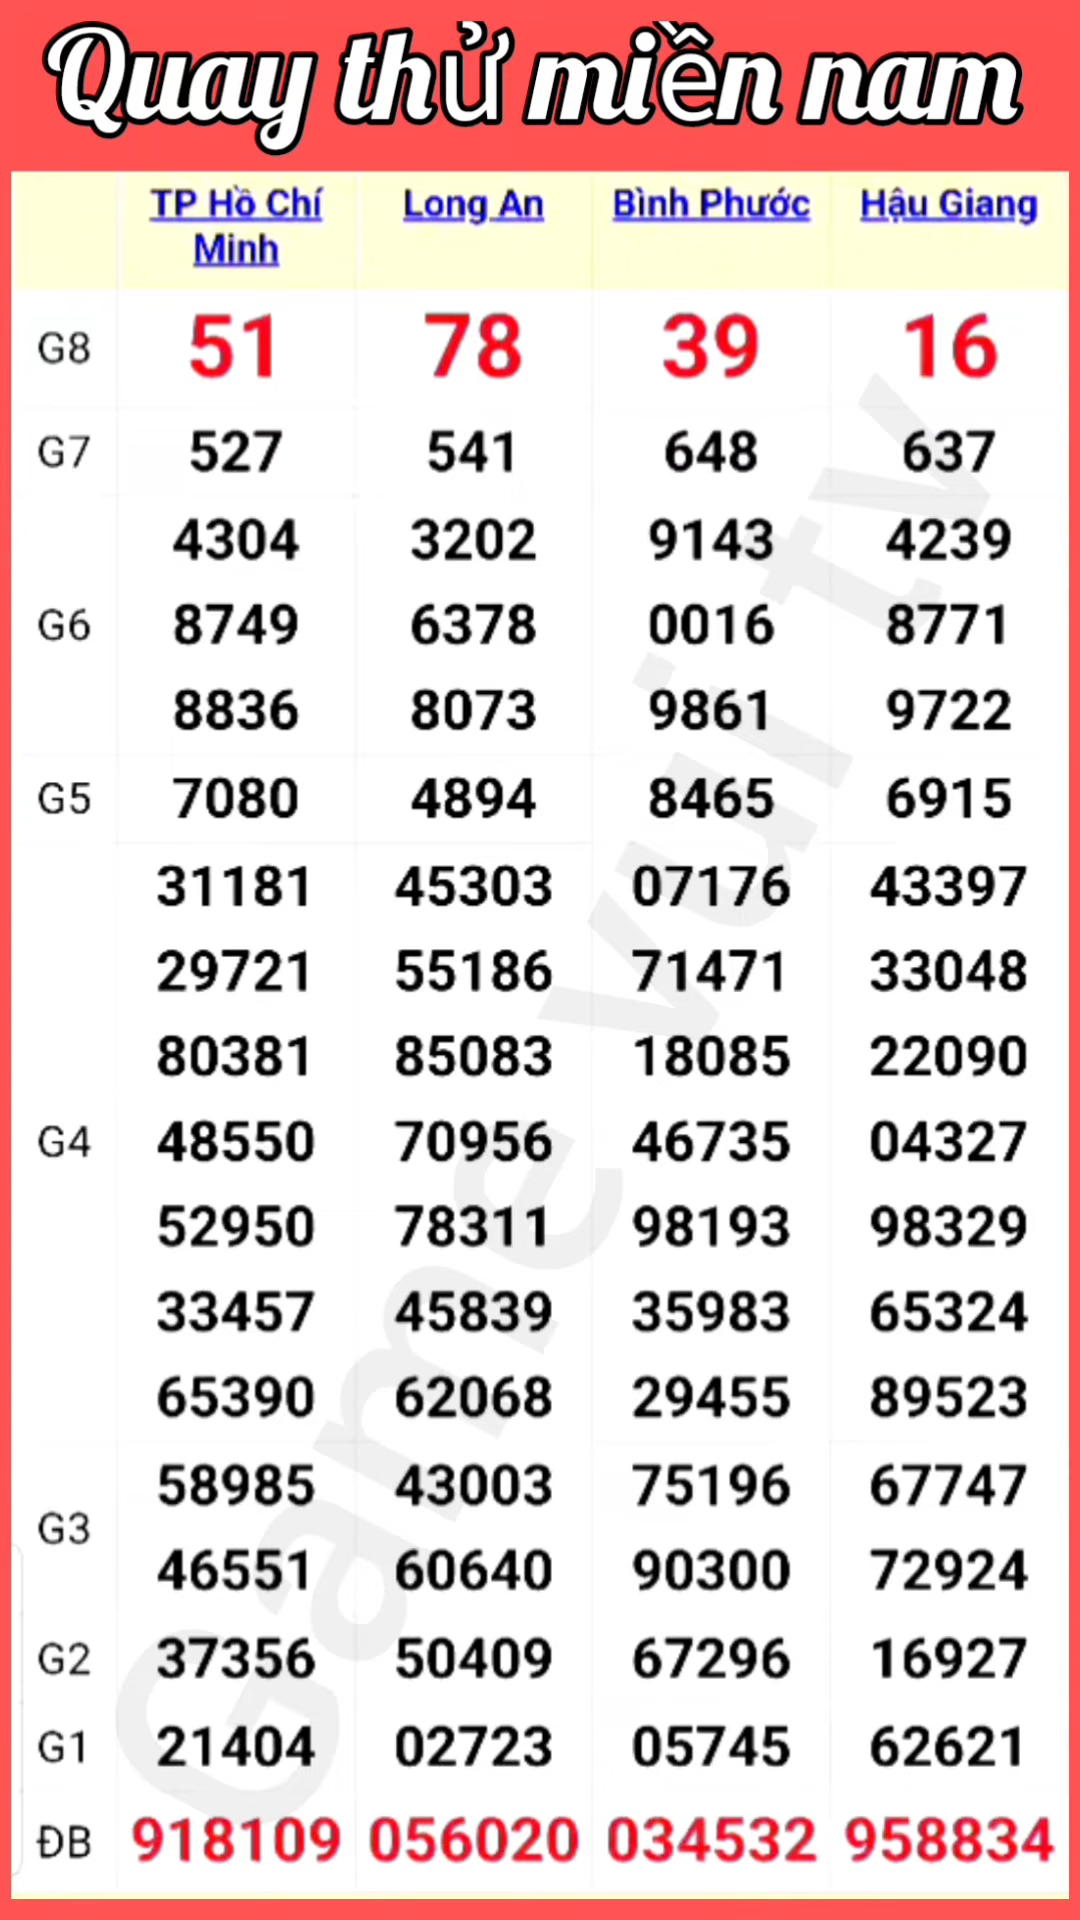 Quay thử miền nam
TP Hồ Chí Minh Long An Bình Phước Hậu Giang
G8 51 78 39 16
G7 527 541 648 637
4304 3202 9143 4239
G6 8749 6378 0016 8771
8836 8073 9861 9722
G5 7080 4894 8465 6915
31181 45303 07176 43397
29721 55186 71471 33048
80381 85083 18085 22090
G4 48550 70956 46735 04327
52950 78311 98193 98329
33457 45839 35983 65324
65390 62068 29455 89523
G3 58985 43003 75196 67747
46551 60640 90300 72924
G2 37356 50409 67296 16927
G1 21404 02723 05745 62621
ĐB 918109 056020 034532 958834
Game vui tv